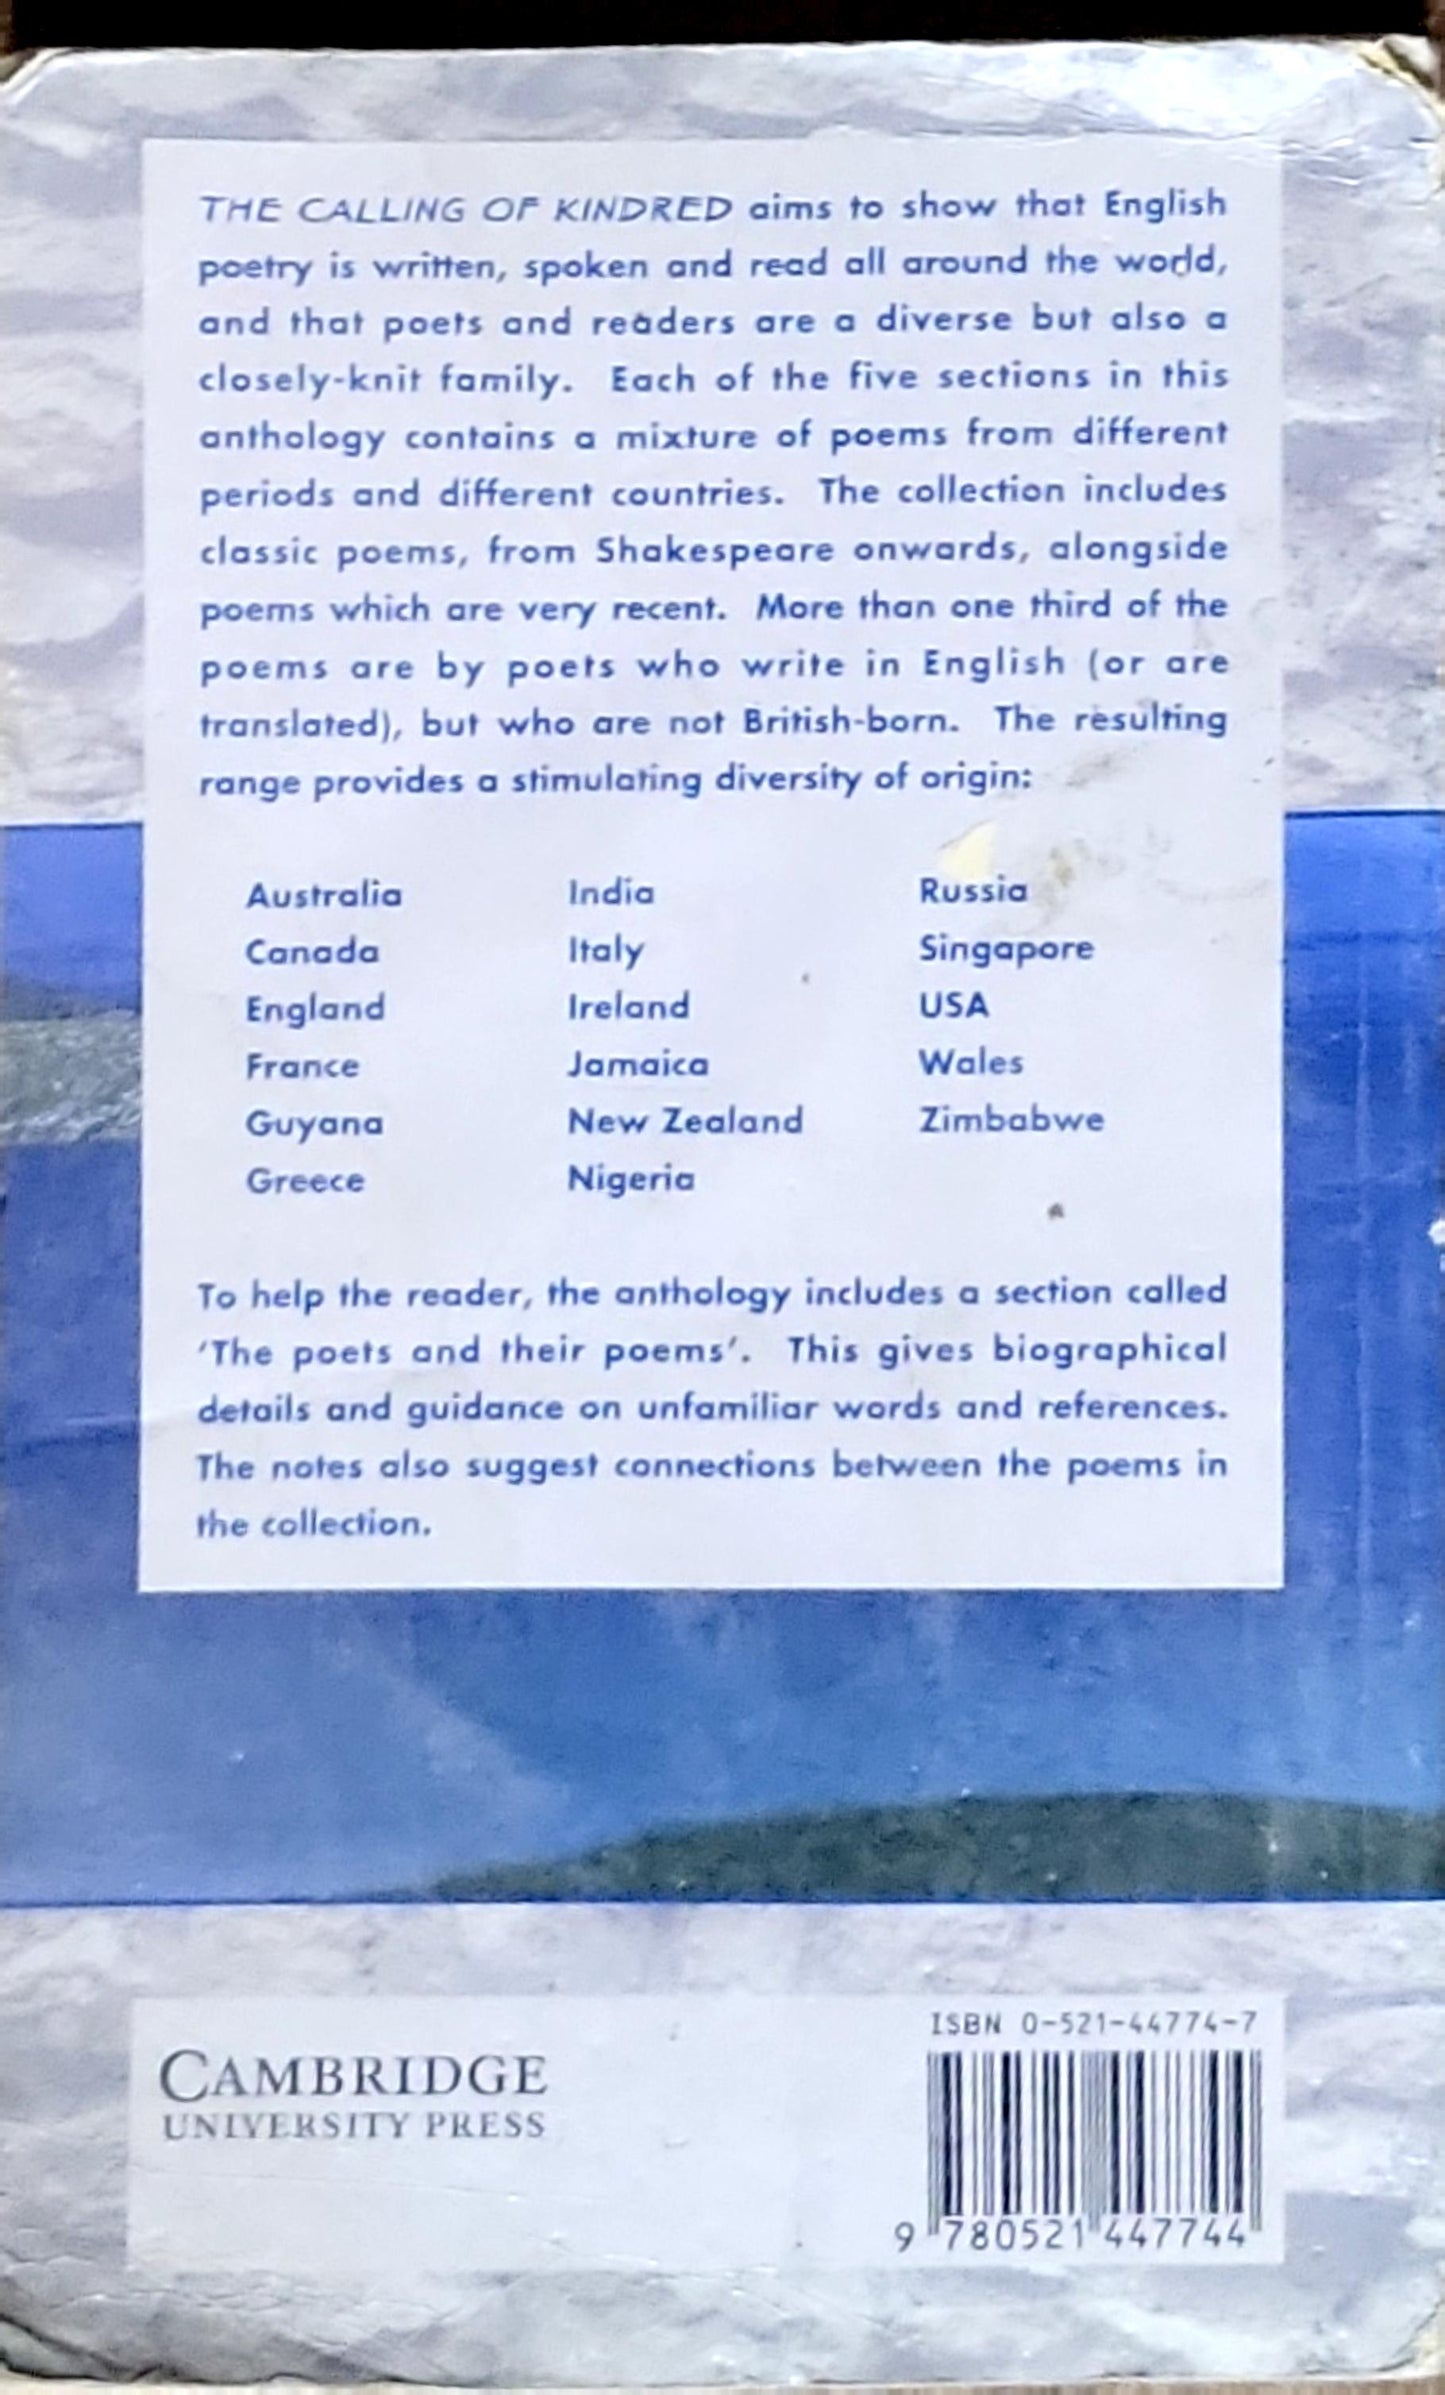 THE CALLING OF KINDRED aims to show that English
poetry is written, spoken and read all around the world,
and that poets and readers are a diverse but also a
closely-knit family. Each of the five sections in this
anthology contains a mixture of poems from different
periods and different countries. The collection includes
classic poems, from Shakespeare onwards, alongside
poems which are very recent. More than one third of the
poems are by poets who write in English (or are
translated), but who are not British-born. The resulting
range provides a stimulating diversity of origin:
Australia
Canada
England
France
Guyana
Greece
India
Italy
Ireland
Jamaica
New Zealand
Nigeria
Russia
Singapore
USA
Wales
Zimbabwe
To help the reader, the anthology includes a section called
'The poets and their poems'. This gives biographical
details and guidance on unfamiliar words and references.
The notes also suggest connections between the poems in
the collection.
CAMBRIDGE
UNIVERSITY PRESS
ISBN 0-521-44774-7
9 780521 447744